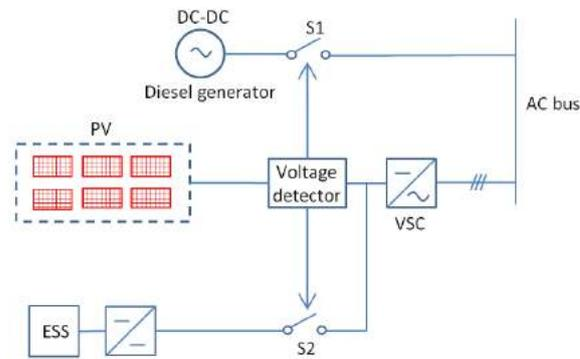 DC-DC
S1
Diesel generator
AC bus
PV
Voltage
detector
VSC
ESS
S2